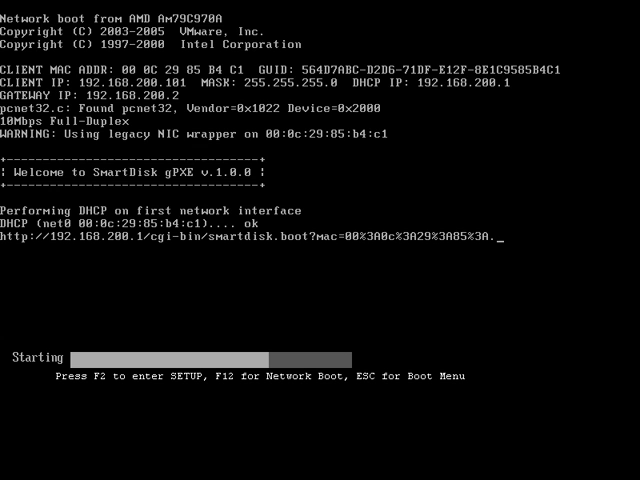 Network boot from AMD Am79C970A
Copyright (C) 2003-2005  VMware, Inc.
Copyright (C) 1997-2000  Intel Corporation
CLIENT MAC ADDR: 00 0C 29 85 B4 C1  GUID: 564D7ABC-D2D6-71DF-E12F-8E1C9585B4C1
CLIENT IP: 192.168.200.101  MASK: 255.255.255.0  DHCP IP: 192.168.200.1
GATEWAY IP: 192.168.200.2
pcnet32.c: Found pcnet32, Vendor=0x1022 Device=0x2000
10Mbps Full-Duplex
WARNING: Using legacy NIC wrapper on 00:0c:29:85:b4:c1
+-----------------------------------+
¦ Welcome to SmartDisk gPXE v.1.0.0 ¦
+-----------------------------------+
Performing DHCP on first network interface
DHCP (net0 00:0c:29:85:b4:c1).... ok
http://192.168.200.1/cgi-bin/smartdisk.boot?mac=00%3A0c%3A29%3A85%3A._
Starting
Press F2 to enter SETUP, F12 for Network Boot, ESC for Boot Menu